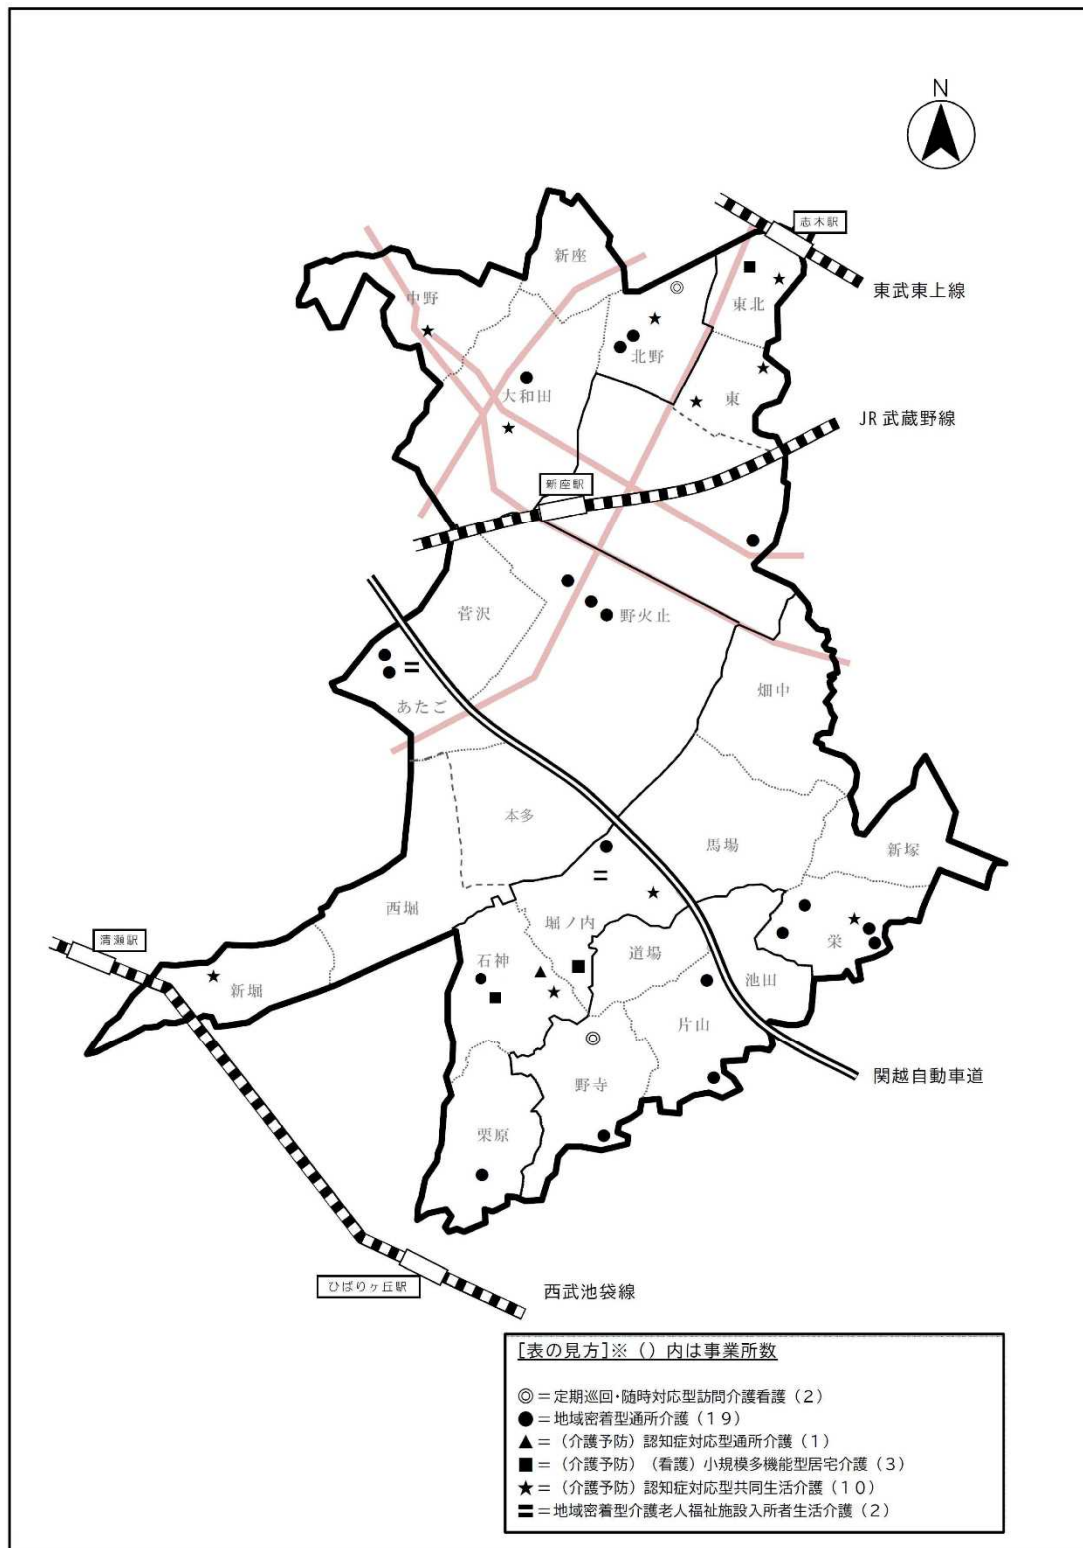 N
志木駅
新座
東武東上線
中野
東北
北野
大和田
東
JR 武蔵野線
新座駅
菅沢
野火止
畑中
あたご
本多
馬場
新塚
西堀
堀ノ内
栄
清瀬駅
道場
石神
池田
新堀
片山
関越自動車道
野寺
栗原
ひばりヶ丘駅
西武池袋線
[表の見方]※（）内は事業所数
◎＝定期巡回・随時対応型訪問介護看護（２）
●＝地域密着型通所介護（１９）
▲＝（介護予防）認知症対応型通所介護（１）
■＝（介護予防）（看護）小規模多機能型居宅介護（３）
★＝（介護予防）認知症対応型共同生活介護（１０）
〓＝地域密着型介護老人福祉施設入所者生活介護（２）